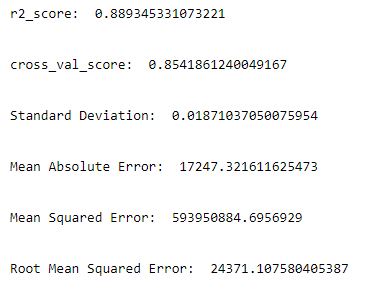 r2_score:  0.889345331073221
cross_val_score:  0.8541861240049167
Standard Deviation:  0.01871037050075954
Mean Absolute Error:  17247.321611625473
Mean Squared Error:  593950884.6956929
Root Mean Squared Error:  24371.107580405387